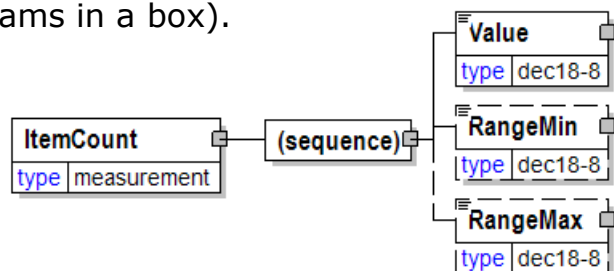 ams in a box).
Value
type dec18-8
RangeMin
type dec18-8
ItemCount
type measurement
(sequence)
RangeMax
type dec18-8